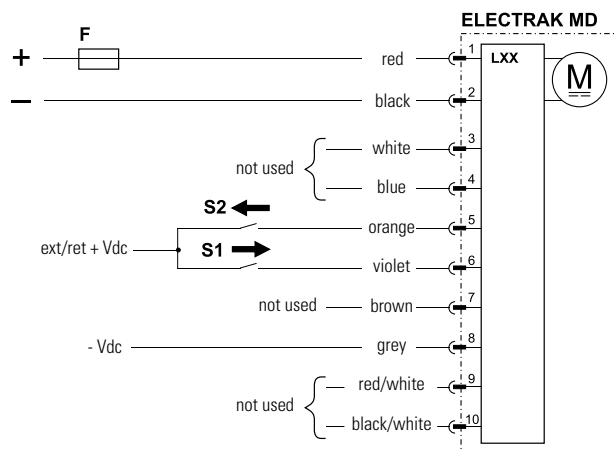 ELECTRAK MD
F
+ red 1 LXX M
– black 2
white 3
not used
blue 4
S2
orange 5
ext/ret + Vdc
S1
violet 6
not used brown 7
- Vdc grey 8
red/white 9
not used
black/white 10